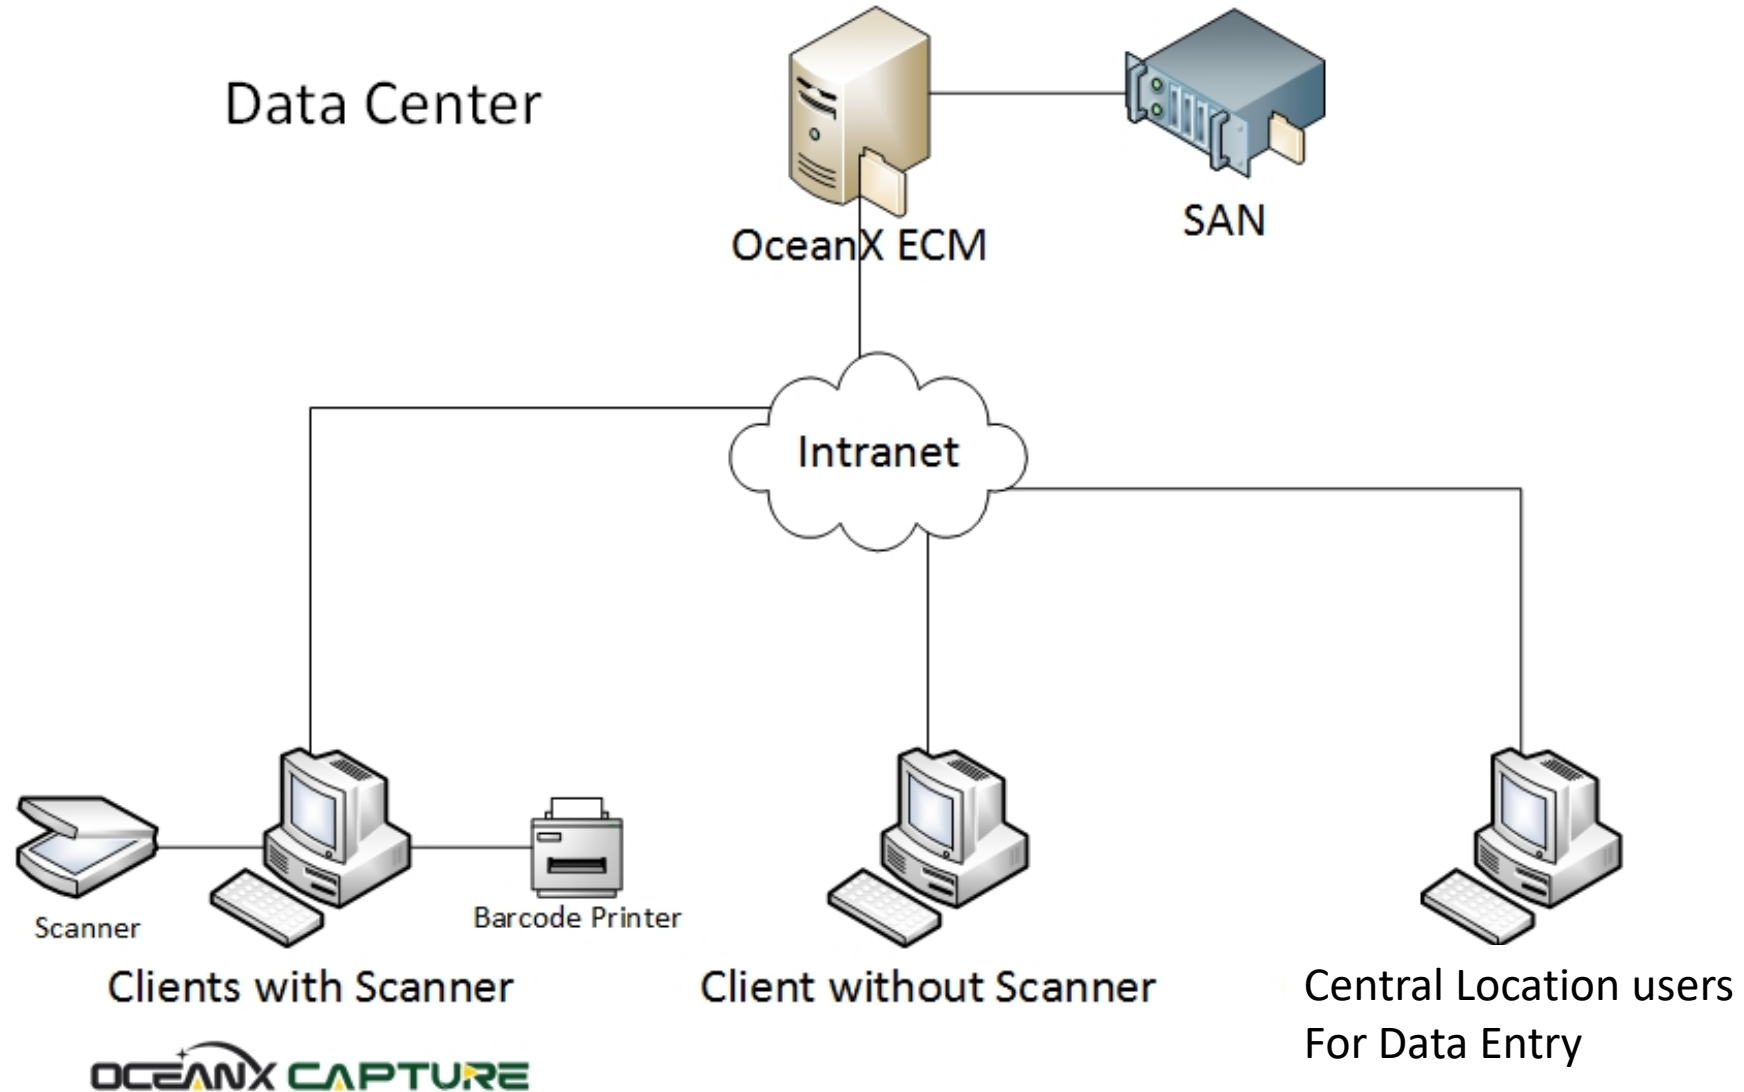 Data Center
OceanX ECM
SAN
Intranet
Scanner
Barcode Printer
Clients with Scanner
Client without Scanner
Central Location users
For Data Entry
OCEANX CAPTURE